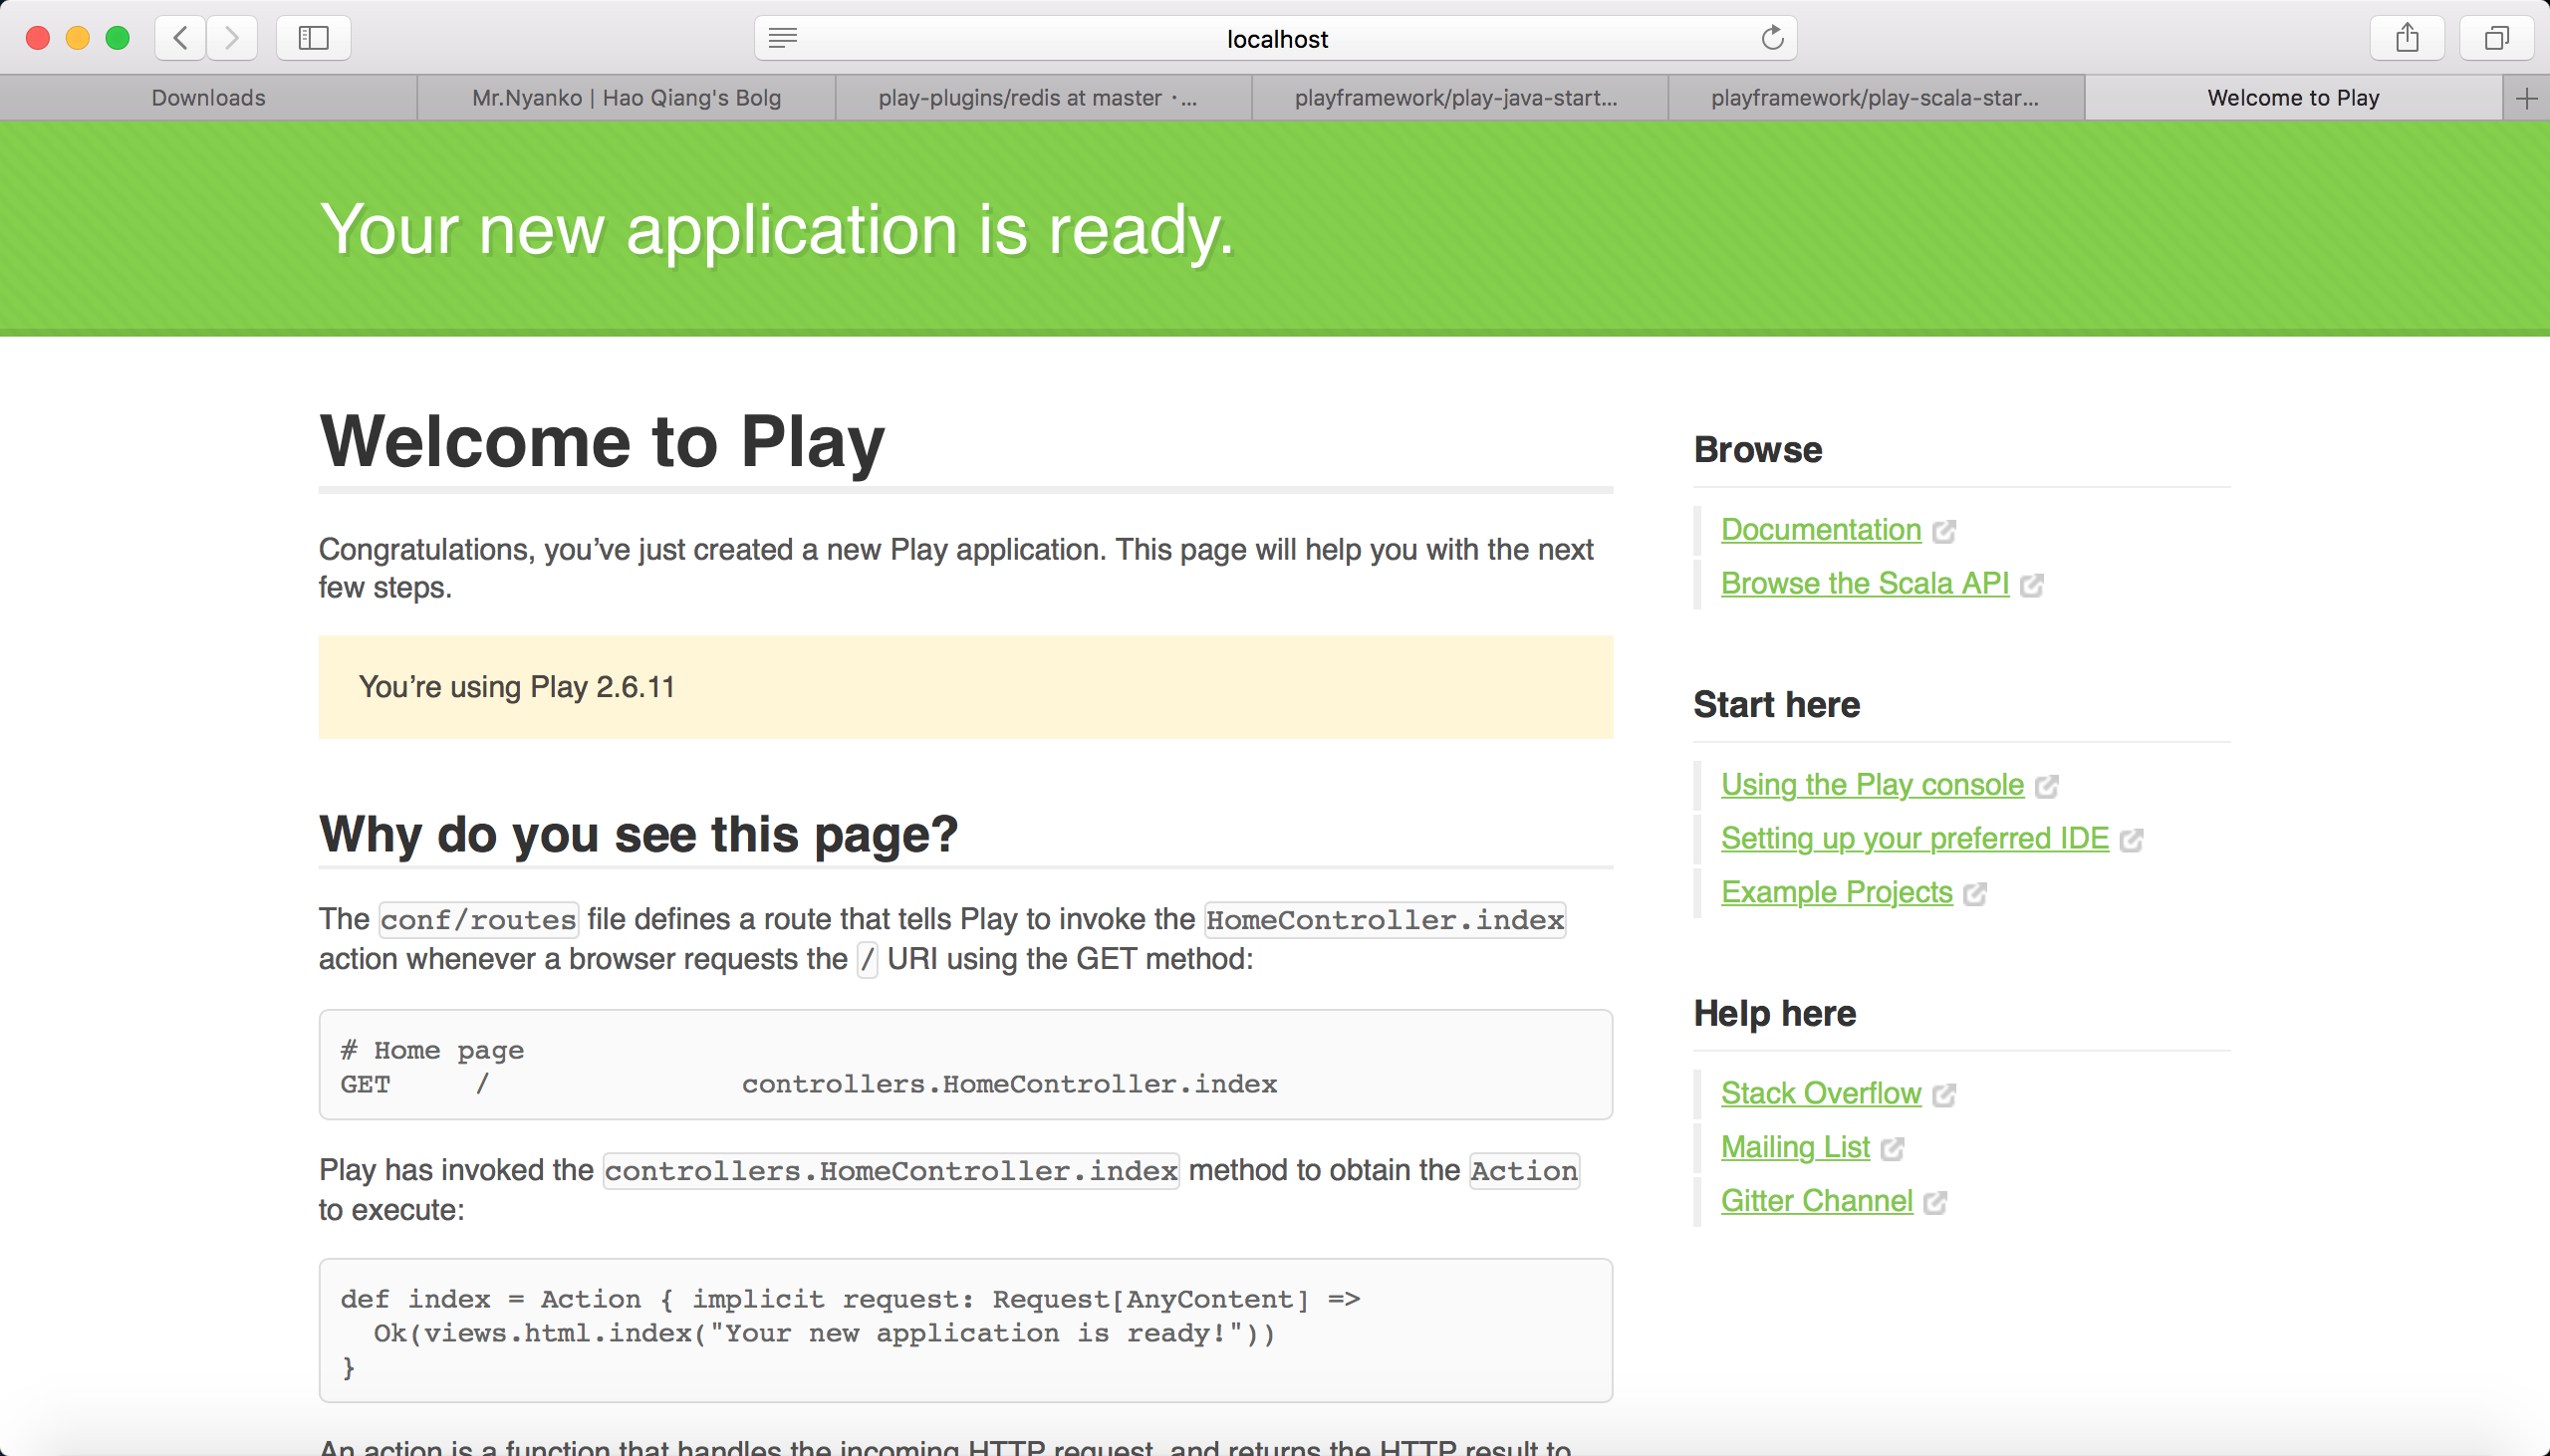 localhost
Downloads
Mr.Nyanko | Hao Qiang's Bolg
play-plugins/redis at master ·...
playframework/play-java-start...
playframework/play-scala-star...
Welcome to Play
Your new application is ready.
Welcome to Play
Congratulations, you’ve just created a new Play application. This page will help you with the next
few steps.
You’re using Play 2.6.11
Why do you see this page?
The conf/routes file defines a route that tells Play to invoke the HomeController.index
action whenever a browser requests the / URI using the GET method:
# Home page
GET     /               controllers.HomeController.index
Play has invoked the controllers.HomeController.index method to obtain the Action
to execute:
def index = Action { implicit request: Request[AnyContent] =>
  Ok(views.html.index("Your new application is ready!"))
}
An action is a function that handles the incoming HTTP request, and returns the HTTP result to
Browse
Documentation
Browse the Scala API
Start here
Using the Play console
Setting up your preferred IDE
Example Projects
Help here
Stack Overflow
Mailing List
Gitter Channel